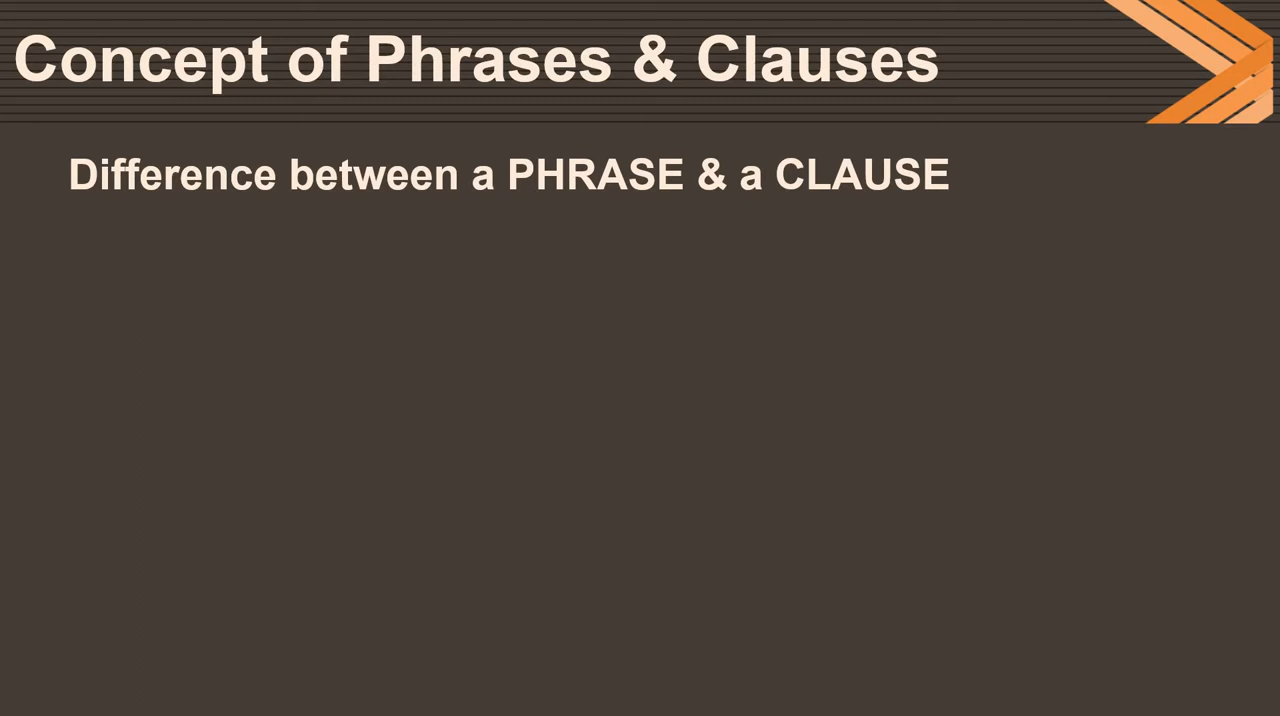 Concept of Phrases & Clauses
Difference between a PHRASE & a CLAUSE